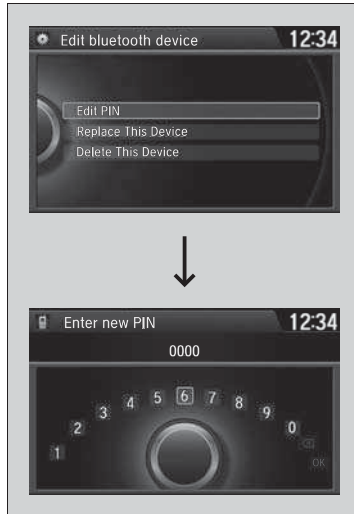 Edit bluetooth device 12:34
Edit PIN
Replace This Device
Delete This Device
Enter new PIN 12:34
0000
1 2 3 4 5 6 7 8 9 0
OK